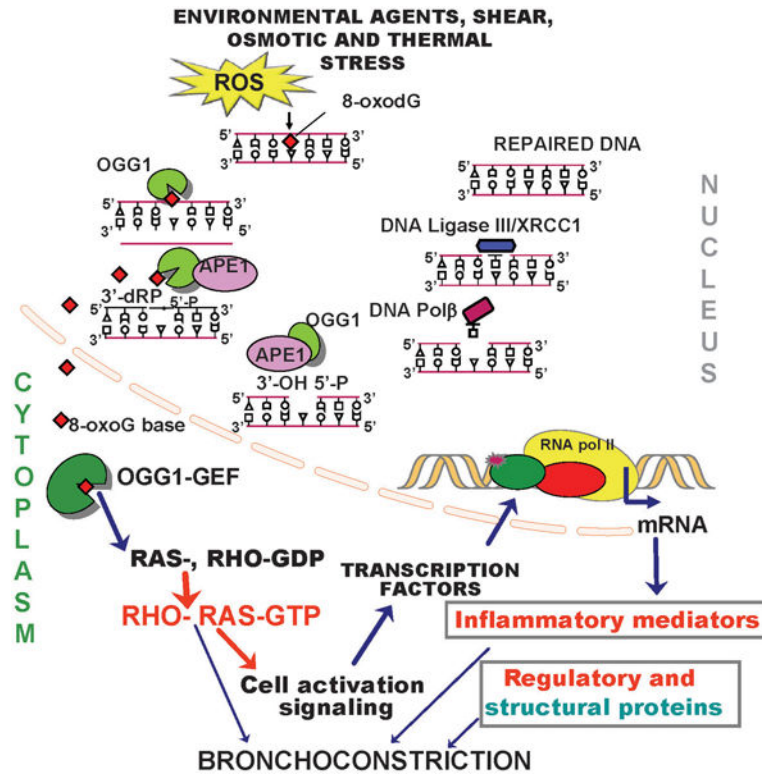 ENVIRONMENTAL AGENTS, SHEAR,
OSMOTIC AND THERMAL
STRESS
ROS
8-oxodG
5' 3'
3' 5'
OGG1
5' 3'
3' 5'
APE1
3'-dRP 5'-P
5' 3'
3' 5'
OGG1
APE1
3'-OH 5'-P
5' 3'
3' 5'
REPAIRED DNA
5' 3'
3' 5'
DNA Ligase III/XRCC1
5' 3'
3' 5'
DNA Polβ
5' 3'
3' 5'
NUCLEUS
CYTOPLASM
8-oxoG base
OGG1-GEF
RAS-, RHO-GDP
RHO- RAS-GTP
Cell activation
signaling
TRANSCRIPTION
FACTORS
RNA pol II
mRNA
Inflammatory mediators
Regulatory and
structural proteins
BRONCHOCONSTRICTION